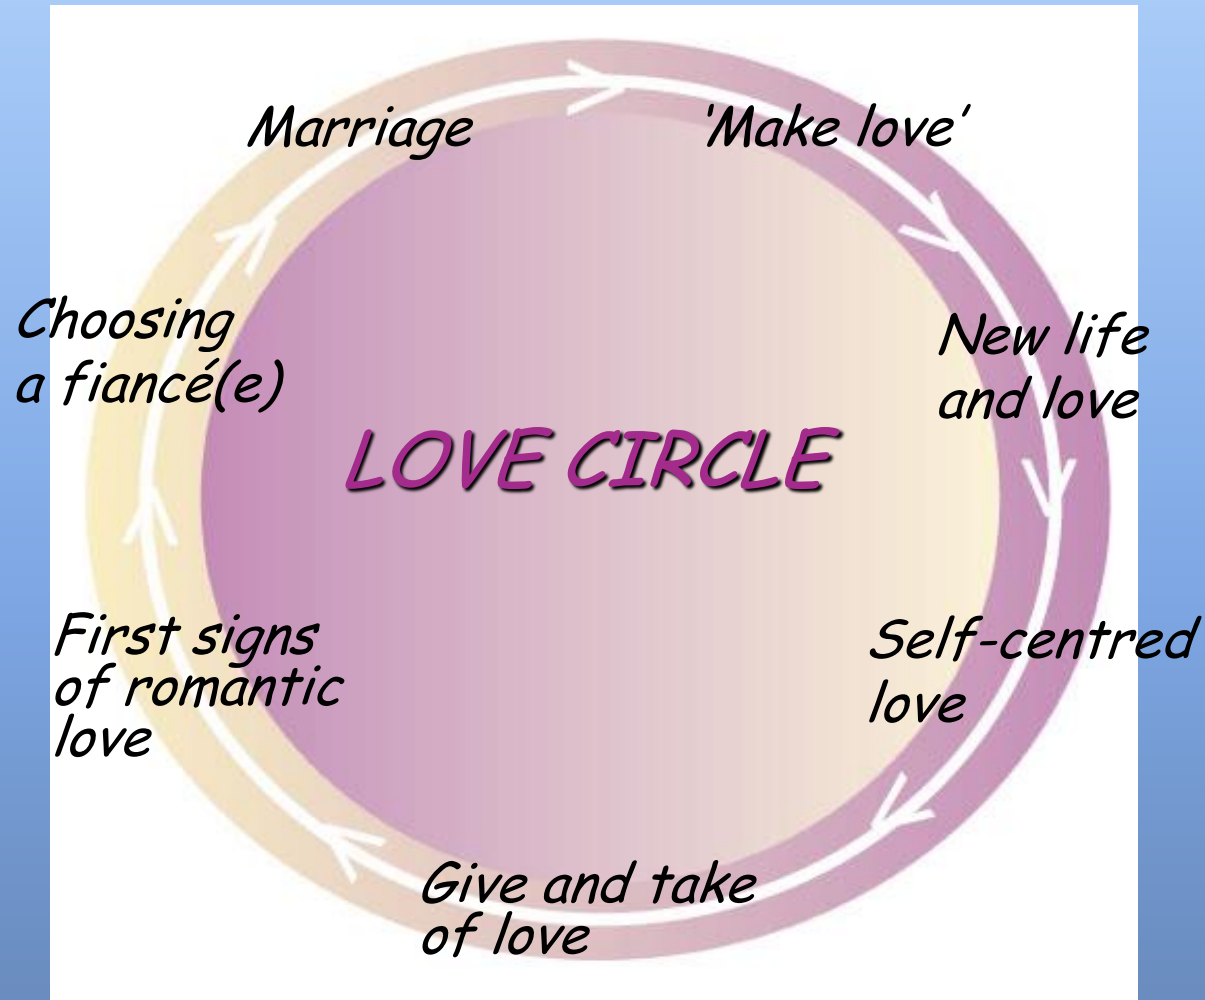 Marriage
‘Make love’
Choosing
a fiancé(e)
New life
and love
LOVE CIRCLE
First signs
of romantic
love
Self-centred
love
Give and take
of love